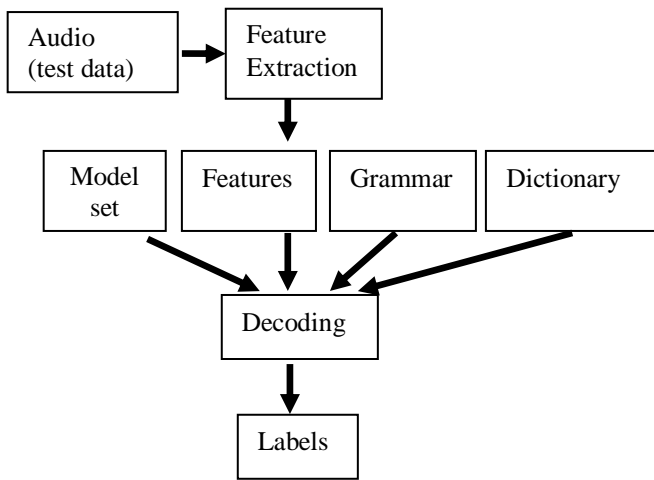 Audio
(test data)
Feature
Extraction
Model
set
Features
Grammar
Dictionary
Decoding
Labels